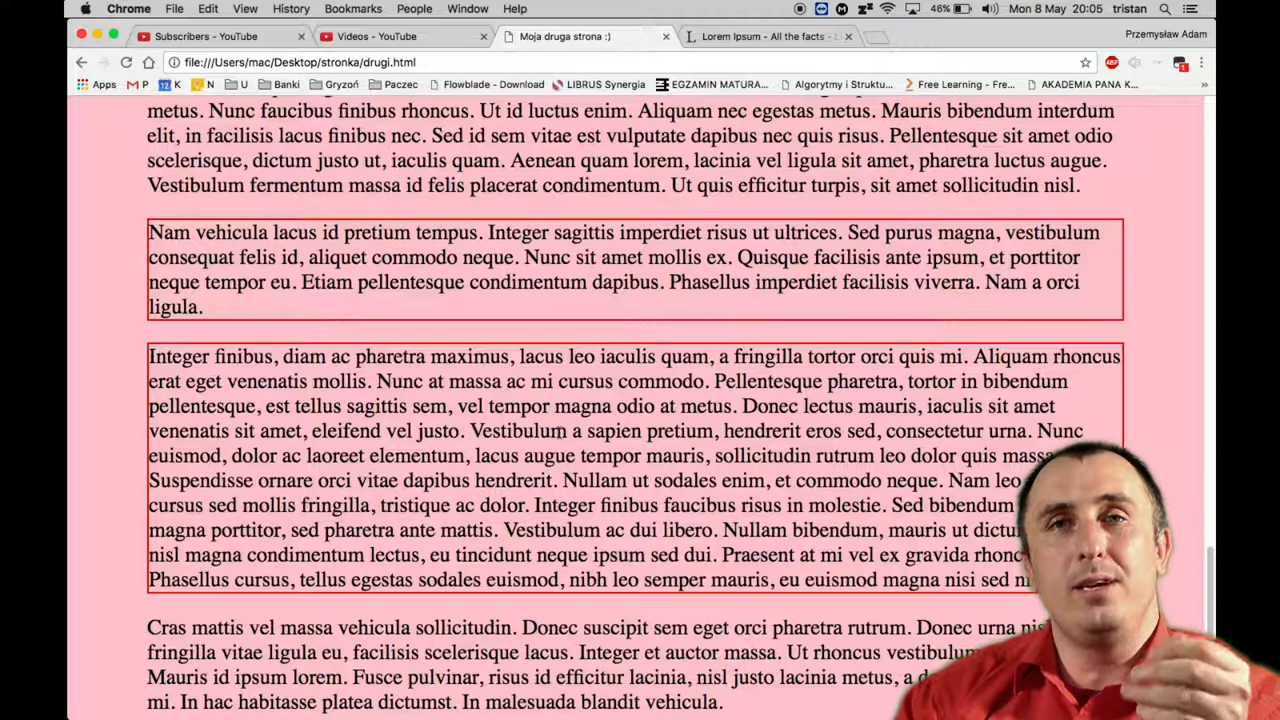 Chrome File Edit View History Bookmarks People Window Help 46% Mon 8 May 20:05 tristan
Subscribers - YouTube Videos - YouTube Moja druga strona :) Lorem Ipsum - All the facts - Przemysław Adam
file:///Users/mac/Desktop/stronka/drugi.html
Apps P K N U Banki Gryzoń Paczec Flowblade - Download LIBRUS Synergia EGZAMIN MATURA... Algorytmy i Struktu... Free Learning - Fre... AKADEMIA PANA K...
metus. Nunc faucibus finibus rhoncus. Ut id luctus enim. Aliquam nec egestas metus. Mauris bibendum interdum
elit, in facilisis lacus finibus nec. Sed id sem vitae est vulputate dapibus nec quis risus. Pellentesque sit amet odio
scelerisque, dictum justo ut, iaculis quam. Aenean quam lorem, lacinia vel ligula sit amet, pharetra luctus augue.
Vestibulum fermentum massa id felis placerat condimentum. Ut quis efficitur turpis, sit amet sollicitudin nisl.
Nam vehicula lacus id pretium tempus. Integer sagittis imperdiet risus ut ultrices. Sed purus magna, vestibulum
consequat felis id, aliquet commodo neque. Nunc sit amet mollis ex. Quisque facilisis ante ipsum, et porttitor
neque tempor eu. Etiam pellentesque condimentum dapibus. Phasellus imperdiet facilisis viverra. Nam a orci
ligula.
Integer finibus, diam ac pharetra maximus, lacus leo iaculis quam, a fringilla tortor orci quis mi. Aliquam rhoncus
erat eget venenatis mollis. Nunc at massa ac mi cursus commodo. Pellentesque pharetra, tortor in bibendum
pellentesque, est tellus sagittis sem, vel tempor magna odio at metus. Donec lectus mauris, iaculis sit amet
venenatis sit amet, eleifend vel justo. Vestibulum a sapien pretium, hendrerit eros sed, consectetur urna. Nunc
euismod, dolor ac laoreet elementum, lacus augue tempor mauris, sollicitudin rutrum leo dolor quis massa
Suspendisse ornare orci vitae dapibus hendrerit. Nullam ut sodales enim, et commodo neque. Nam leo
cursus sed mollis fringilla, tristique ac dolor. Integer finibus faucibus risus in molestie. Sed bibendum
magna porttitor, sed pharetra ante mattis. Vestibulum ac dui libero. Nullam bibendum, mauris ut dictu
nisl magna condimentum lectus, eu tincidunt neque ipsum sed dui. Praesent at mi vel ex gravida rhonc
Phasellus cursus, tellus egestas sodales euismod, nibh leo semper mauris, eu euismod magna nisi sed
Cras mattis vel massa vehicula sollicitudin. Donec suscipit sem eget orci pharetra rutrum. Donec urna
fringilla vitae ligula eu, facilisis scelerisque lacus. Integer et auctor massa. Ut rhoncus vestibulu
Mauris id ipsum lorem. Fusce pulvinar, risus id efficitur lacinia, nisl justo lacinia metus, a
mi. In hac habitasse platea dictumst. In malesuada blandit vehicula.